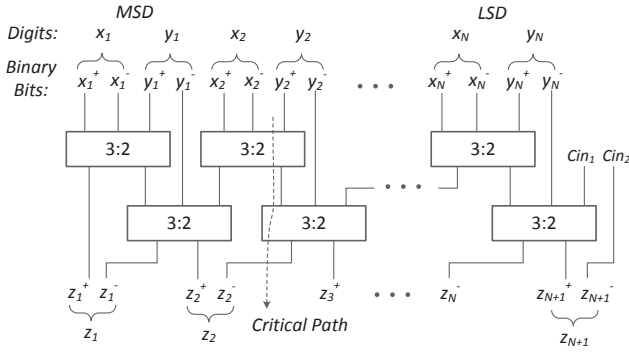 MSD LSD
Digits: x1 y1 x2 y2 xN yN
Binary Bits: x1+ x1- y1+ y1- x2+ x2- y2+ y2- • • • xN+ xN- yN+ yN-
3:2 3:2 3:2 Cin1 Cin2
• • •
3:2 3:2 3:2
z1+ z1- z2+ z2- z3+ • • • zN- zN+1+ zN+1-
z1 z2 Critical Path zN+1